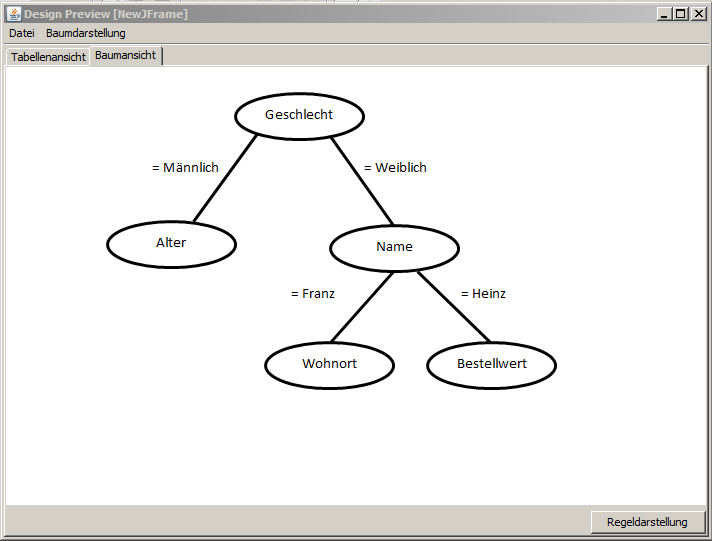 Design Preview [NewJFrame]
Datei Baumdarstellung
Tabellenansicht Baumansicht
Geschlecht
= Männlich = Weiblich
Alter Name
= Franz = Heinz
Wohnort Bestellwert
Regeldarstellung